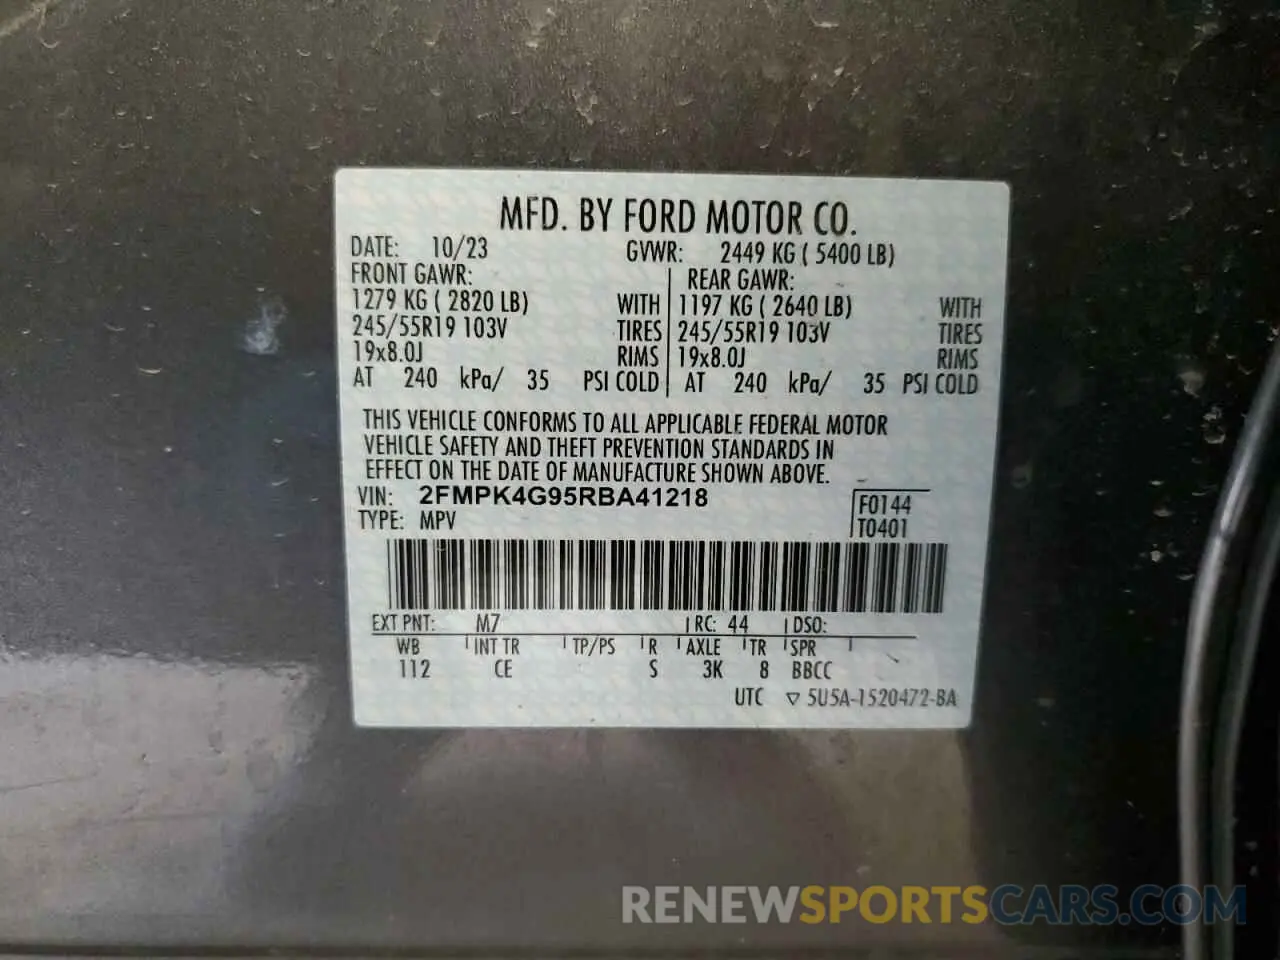 MFD. BY FORD MOTOR CO.
DATE: 10/23 GVWR: 2449 KG ( 5400 LB)
FRONT GAWR: REAR GAWR:
1279 KG ( 2820 LB) WITH 1197 KG ( 2640 LB) WITH
245/55R19 103V TIRES 245/55R19 103V TIRES
19x8.0J RIMS 19x8.0J RIMS
AT 240 kPa/ 35 PSI COLD AT 240 kPa/ 35 PSI COLD
THIS VEHICLE CONFORMS TO ALL APPLICABLE FEDERAL MOTOR
VEHICLE SAFETY AND THEFT PREVENTION STANDARDS IN
EFFECT ON THE DATE OF MANUFACTURE SHOWN ABOVE.
VIN: 2FMPK4G95RBA41218 F0144
TYPE: MPV T0401
EXT PNT: M7 RC: 44 DSO:
WB INT TR TP/PS R AXLE TR SPR
112 CE S 3K 8 BBCC
UTC ▽ 5U5A-1520472-BA
RENEWSPORTSCARS.COM